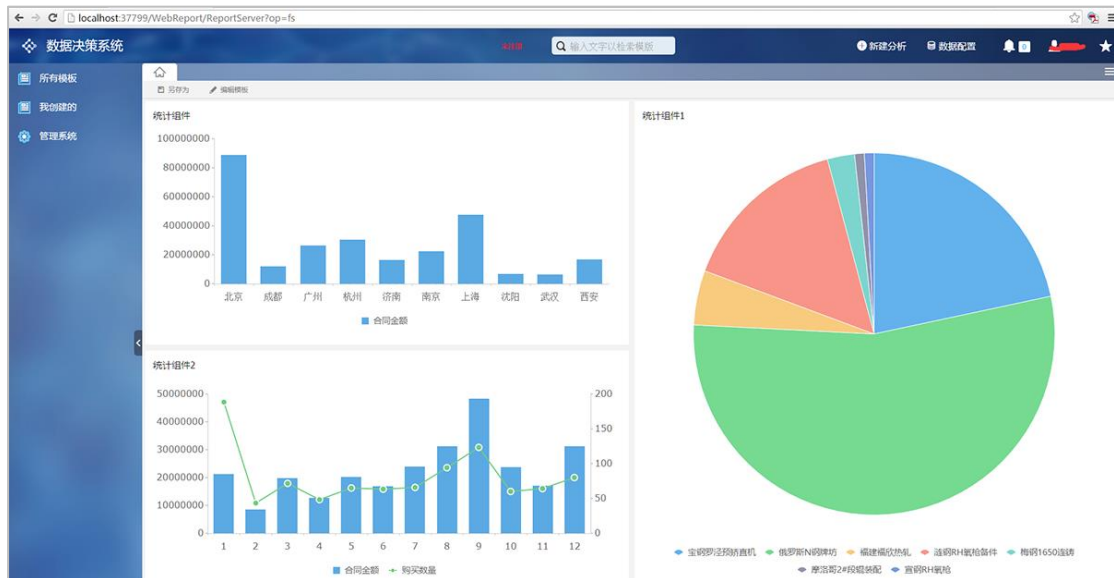 localhost:37799/WebReport/ReportServer?op=fs
数据决策系统
输入文字以检索模版
新建分析
数据配置
0
所有模板
我创建的
管理系统
另存为 编辑模板
统计组件
100000000
80000000
60000000
40000000
20000000
0
北京 成都 广州 杭州 济南 南京 上海 沈阳 武汉 西安
合同金额
统计组件2
50000000 200
40000000 150
30000000
100
20000000
50
10000000
0 0
1 2 3 4 5 6 7 8 9 10 11 12
合同金额 购买数量
统计组件1
宝钢罗泾预矫直机 俄罗斯N钢牌坊 福建福欣热轧 涟钢RH氧枪备件 梅钢1650连铸
摩洛哥2#段辊装配 宣钢RH氧枪